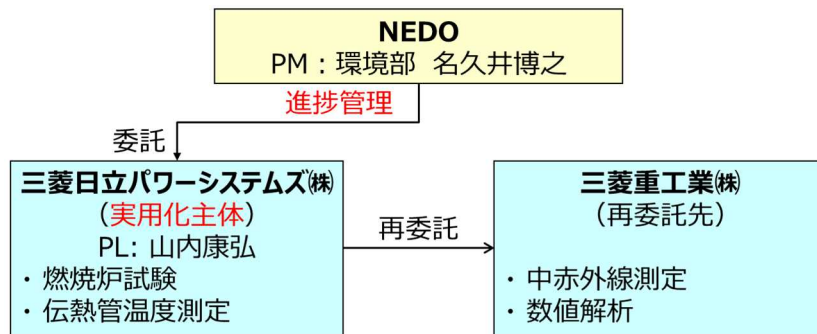 NEDO
PM：環境部 名久井博之
進捗管理
委託
三菱日立パワーシステムズ㈱
（実用化主体）
PL: 山内康弘
・ 燃焼炉試験
・ 伝熱管温度測定
再委託
三菱重工業㈱
（再委託先）
・ 中赤外線測定
・ 数値解析